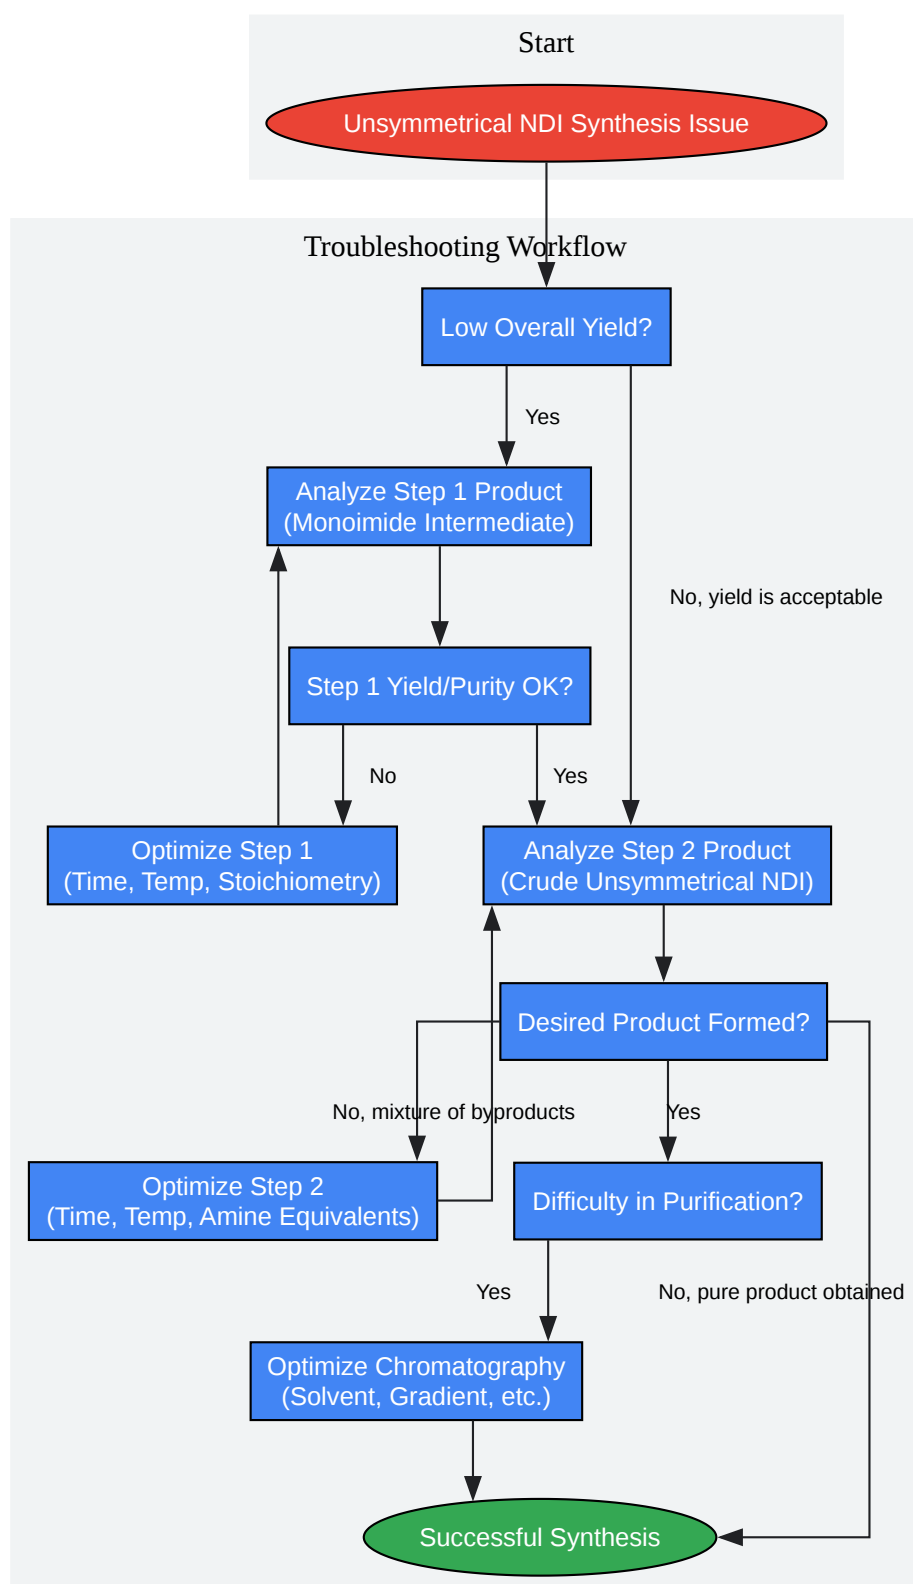 Start
Unsymmetrical NDI Synthesis Issue
Troubleshooting Workflow
Low Overall Yield?
Yes
Analyze Step 1 Product
(Monoimide Intermediate)
No, yield is acceptable
Step 1 Yield/Purity OK?
No
Yes
Optimize Step 1
(Time, Temp, Stoichiometry)
Analyze Step 2 Product
(Crude Unsymmetrical NDI)
Desired Product Formed?
No, mixture of byproducts
Yes
Optimize Step 2
(Time, Temp, Amine Equivalents)
Difficulty in Purification?
Yes
No, pure product obtained
Optimize Chromatography
(Solvent, Gradient, etc.)
Successful Synthesis